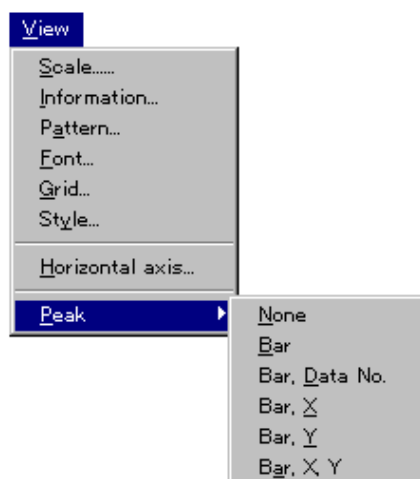 View
Scale......
Information...
Pattern...
Font...
Grid...
Style...
Horizontal axis...
Peak
None
Bar
Bar, Data No.
Bar, X
Bar, Y
Bar, X, Y